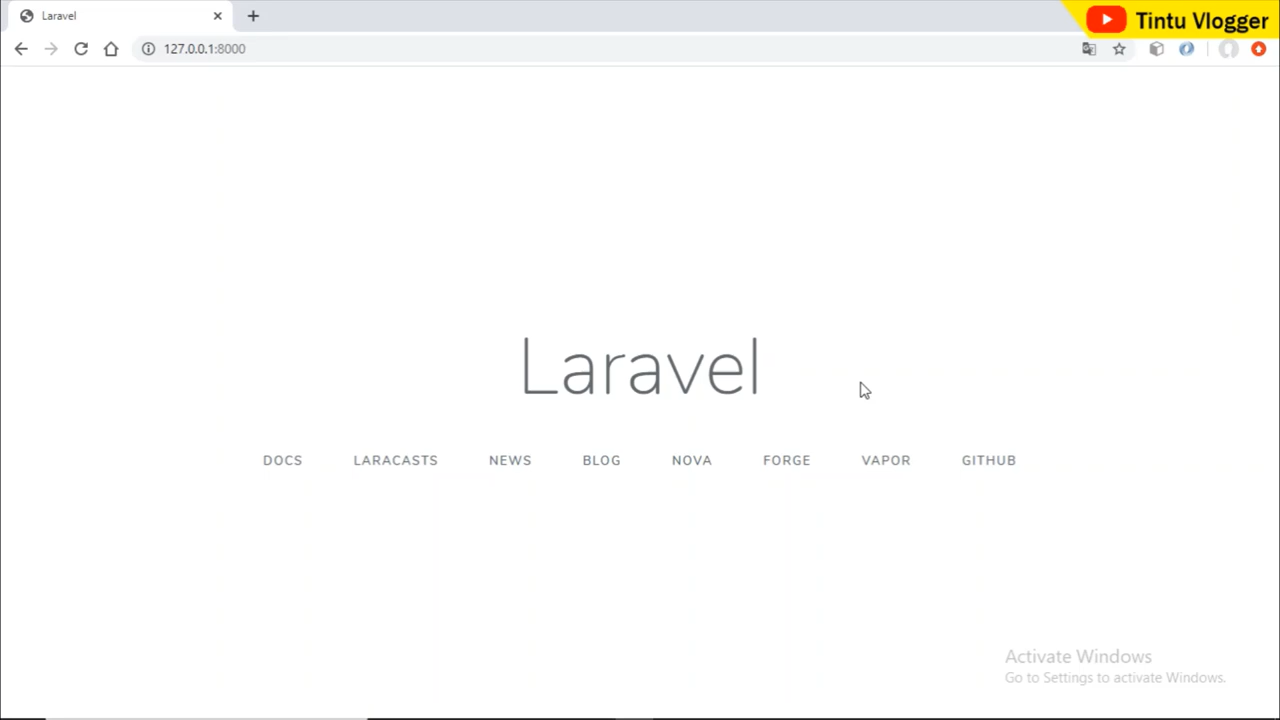 Laravel
Tintu Vlogger
127.0.0.1:8000
Laravel
DOCS LARACASTS NEWS BLOG NOVA FORGE VAPOR GITHUB
Activate Windows
Go to Settings to activate Windows.